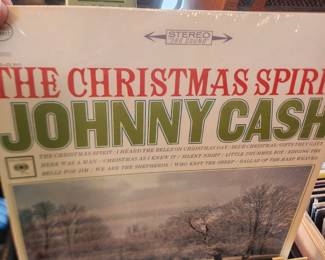 STEREO
"360 SOUND"
THE CHRISTMAS SPIRI
JOHNNY CASH
THE CHRISTMAS SPIRIT / I HEARD THE BELLS ON CHRISTMAS DAY / BLUE CHRISTMAS / GIFTS THEY GAVE
HERE WAS A MAN / CHRISTMAS AS I KNEW IT / SILENT NIGHT / LITTLE DRUMMER BOY / RINGING THE
BELLS FOR JIM / WE ARE THE SHEPHERDS / WHO KEPT THE SHEEP / BALLAD OF THE HARP WEAVER